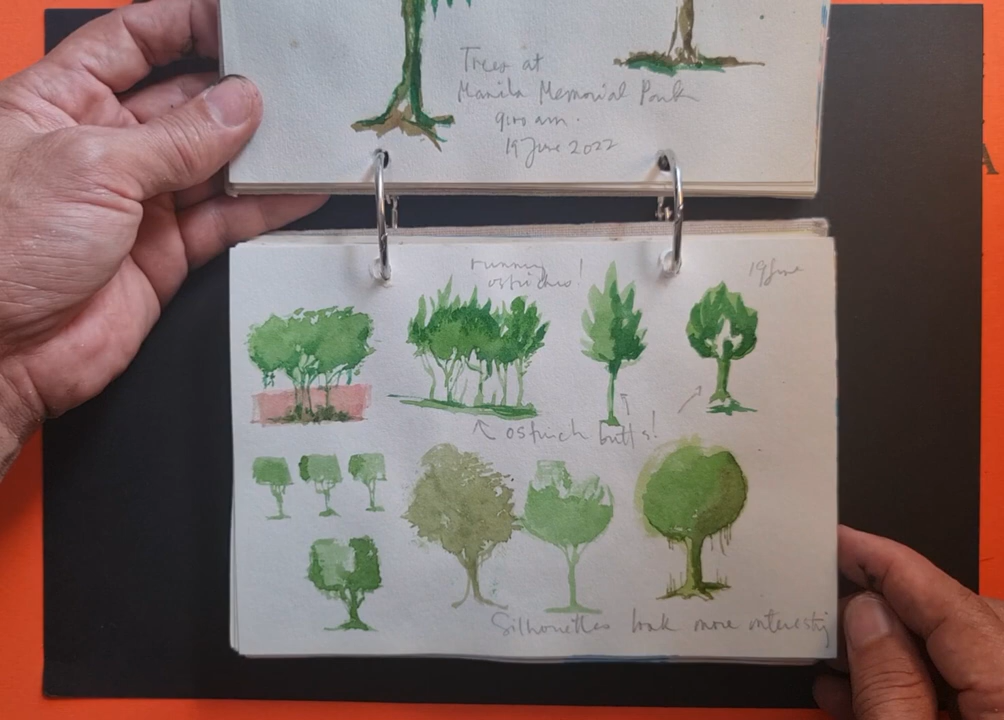 Trees at
Manila Memorial Park
9:00 am.
19 June 2022
running
ostriches!
19 June
ostrich butts!
Silhouettes look more interesting